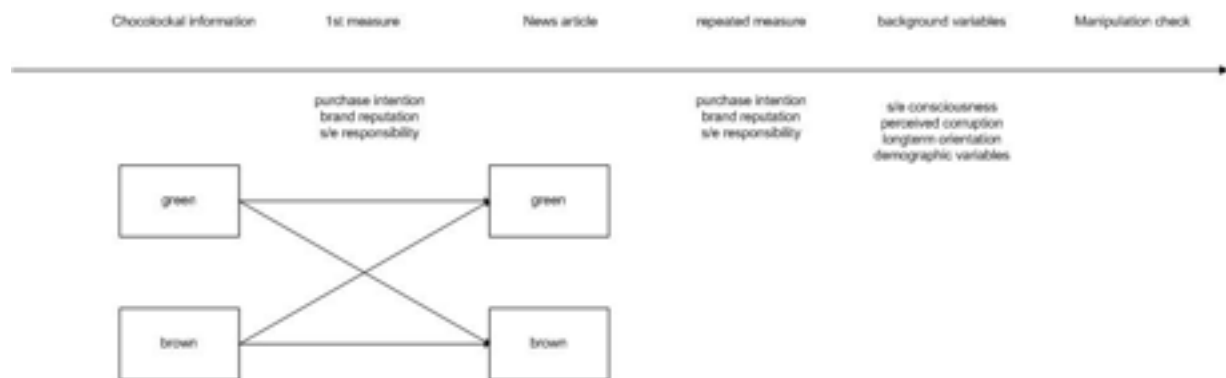 Chocolockal information 1st measure News article repeated measure background variables Manipulation check
purchase intention
brand reputation
s/e responsibility
purchase intention
brand reputation
s/e responsibility
s/e consciousness
perceived corruption
longterm orientation
demographic variables
green
green
brown
brown